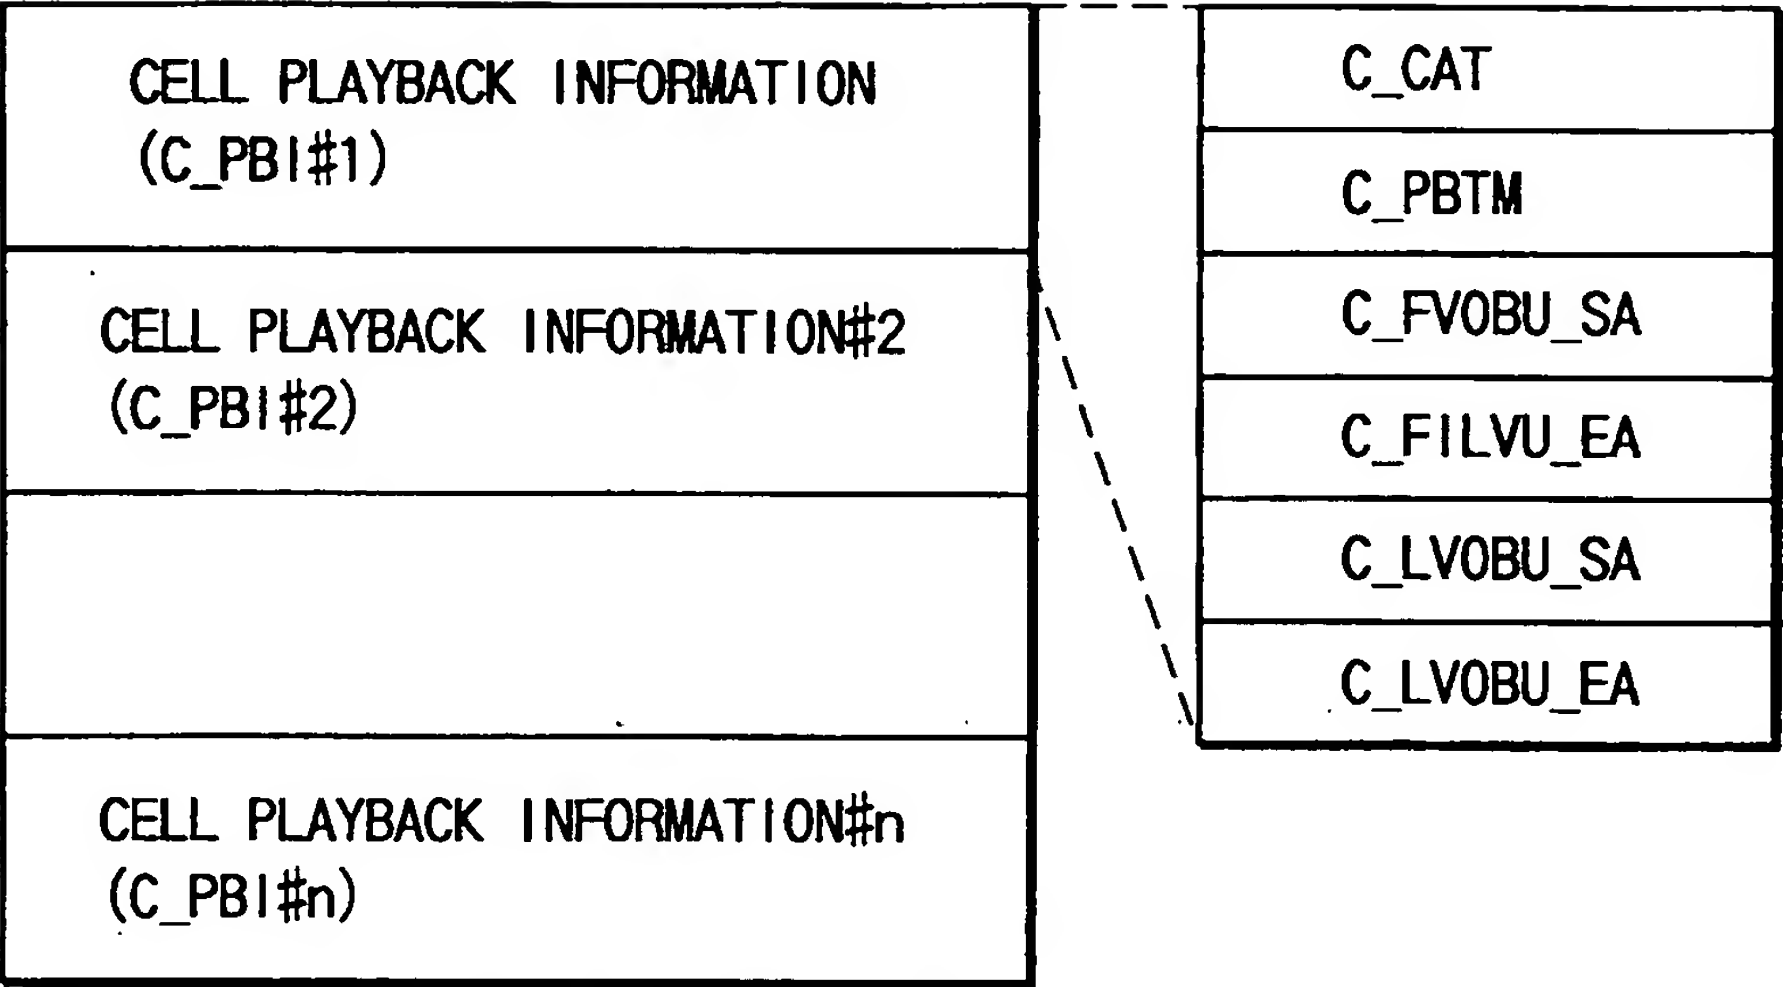 CELL PLAYBACK INFORMATION
(C_PBI#1)
CELL PLAYBACK INFORMATION#2
(C_PBI#2)
CELL PLAYBACK INFORMATION#n
(C_PBI#n)
C_CAT
C_PBTM
C_FVOBU_SA
C_FILVU_EA
C_LVOBU_SA
C_LVOBU_EA